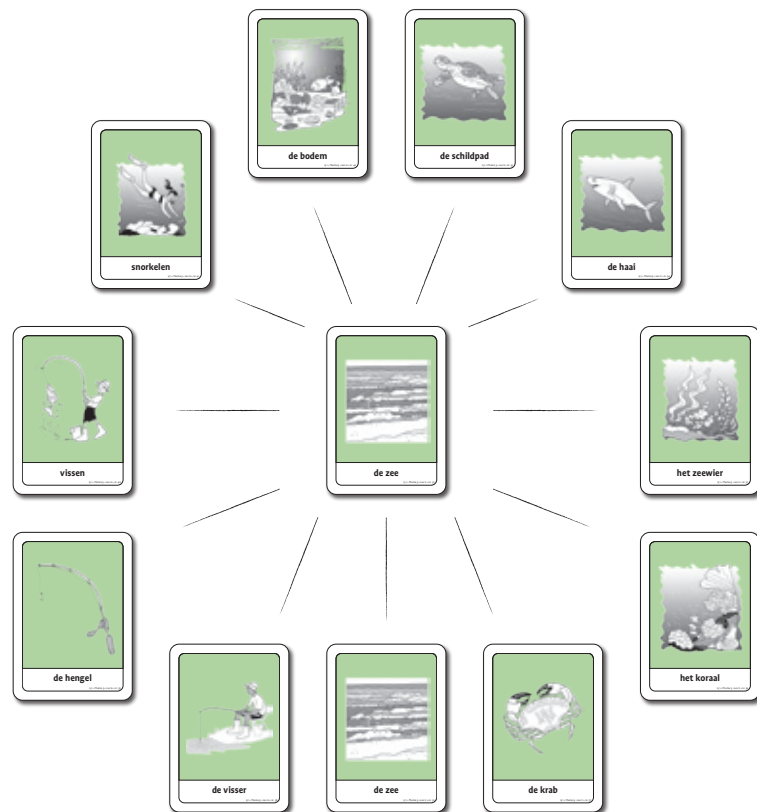 de bodem
de schildpad
snorkelen
de haai
vissen
de zee
het zeewier
de hengel
het koraal
de visser
de zee
de krab